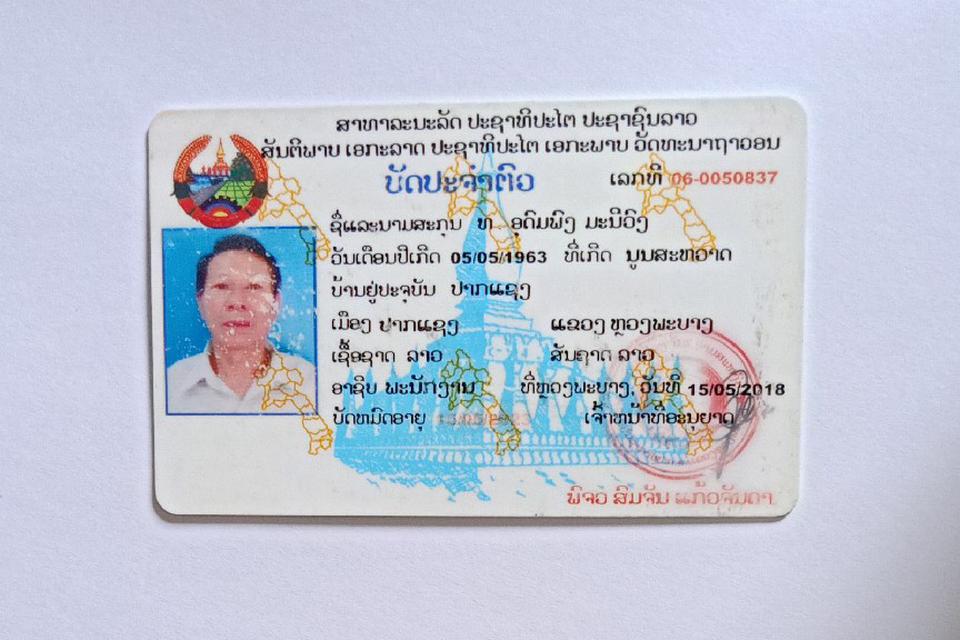 ສາທາລະນະລັດ ປະຊາທິປະໄຕ ປະຊາຊົນລາວ
ສັນຕິພາບ ເອກະລາດ ປະຊາທິປະໄຕ ເອກະພາບ ວັດທະນາຖາວອນ
ບັດປະຈຳຕົວ
ເລກທີ 06-0050837
ຊື່ແລະນາມສະກຸນ ທ ອຸດົມພົງ ມະນີວົງ
ວັນເດືອນປີເກີດ 05/05/1963 ທີ່ເກີດ ນູນສະຫວາດ
ບ້ານຢູ່ປະຈຸບັນ ປາກແຊງ
ເມືອງ ປາກແຊງ ແຂວງ ຫຼວງພະບາງ
ເຊື້ອຊາດ ລາວ ສັນຊາດ ລາວ
ອາຊີບ ພະນັກງານ ທີ່ຫຼວງພະບາງ, ວັນທີ 15/05/2018
ບັດຫມົດອາຍຸ 15/05/2023 ເຈົ້າຫນ້າທີ່ອະນຸຍາດ
ພົຈວ ສົມຈັນ ແກ້ວຈັນດາ